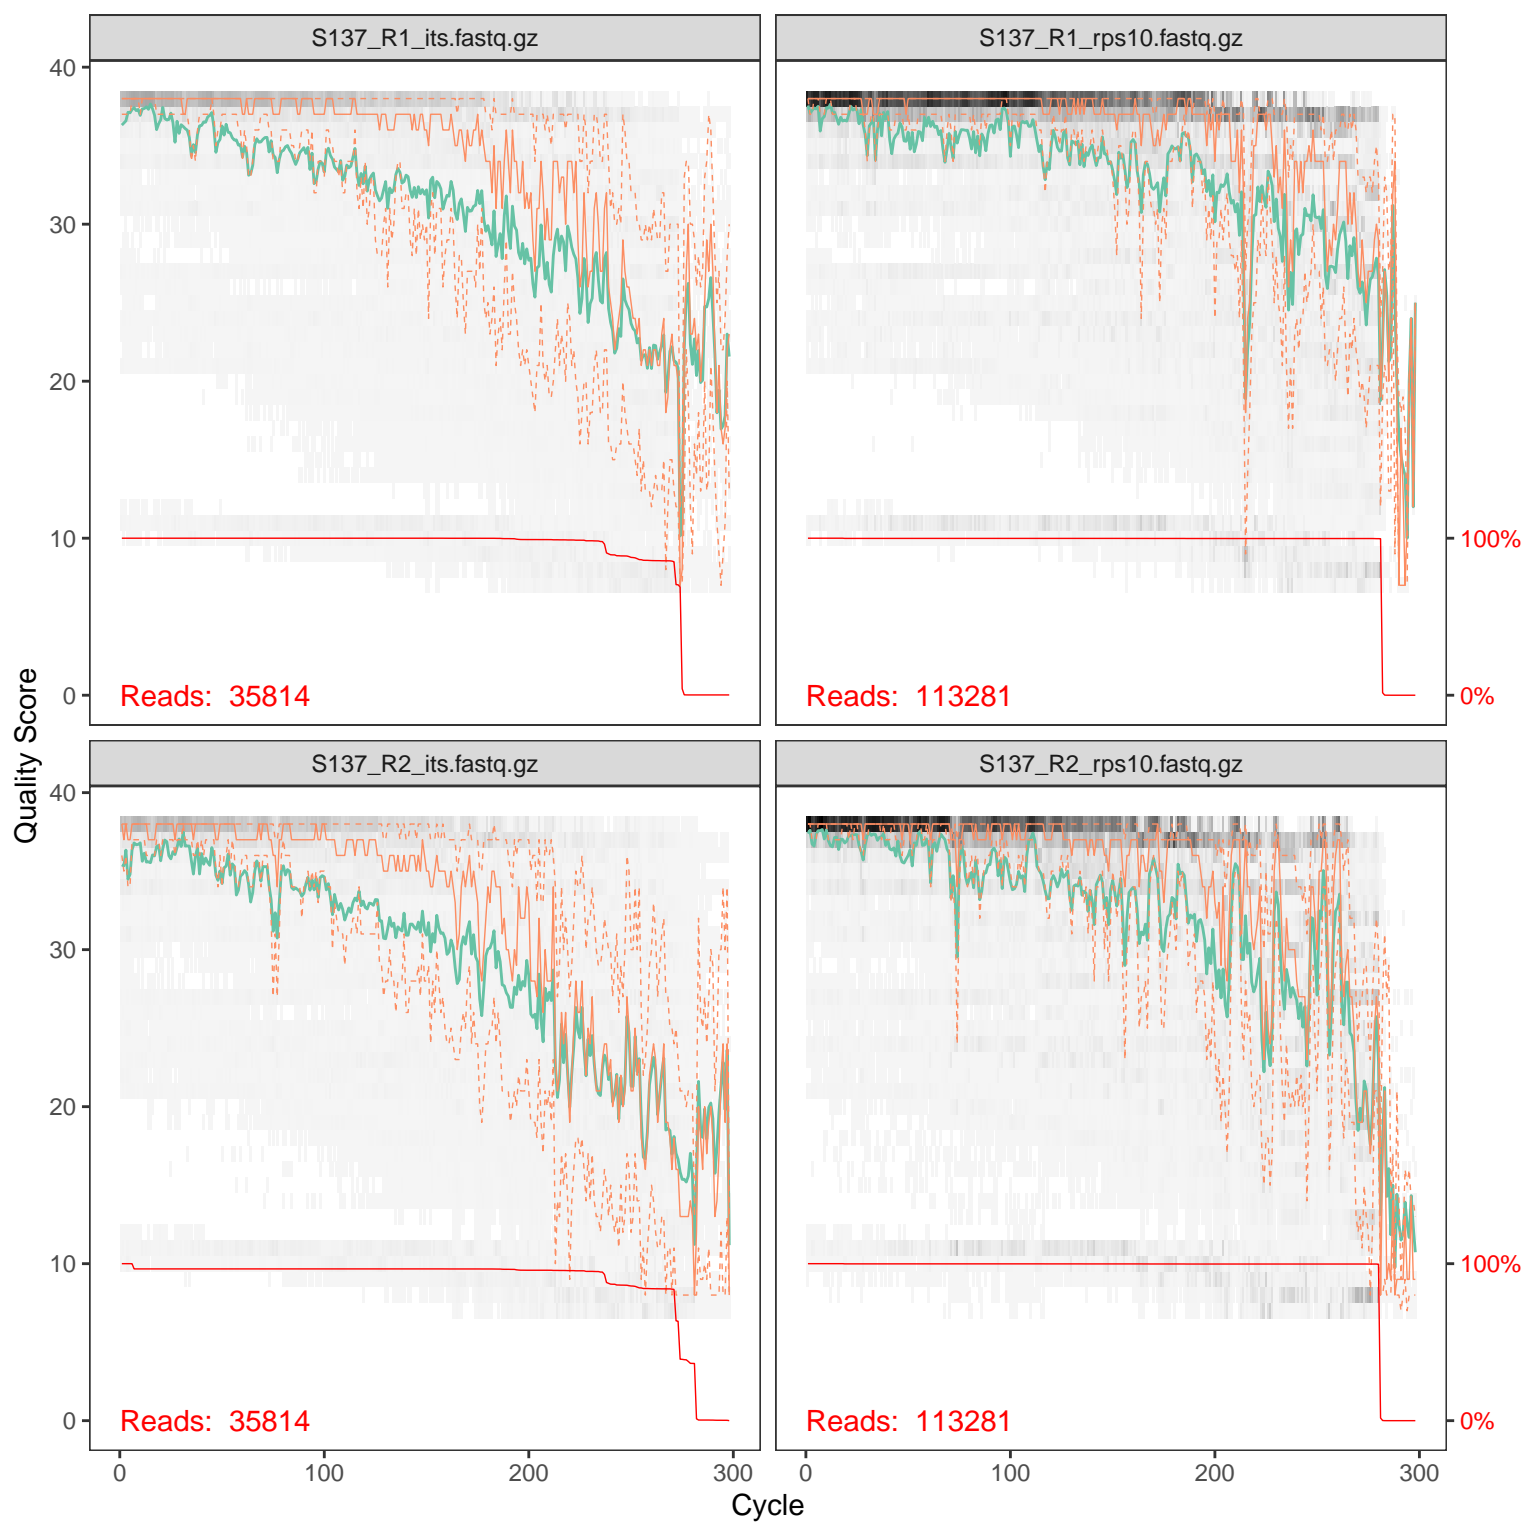 S137_R1_its.fastq.gz
S137_R1_rps10.fastq.gz
40
30
20
10
0
Reads: 35814
Reads: 113281
100%
0%
Quality Score
S137_R2_its.fastq.gz
S137_R2_rps10.fastq.gz
40
30
20
10
0
Reads: 35814
Reads: 113281
100%
0%
0 100 200 300
0 100 200 300
Cycle